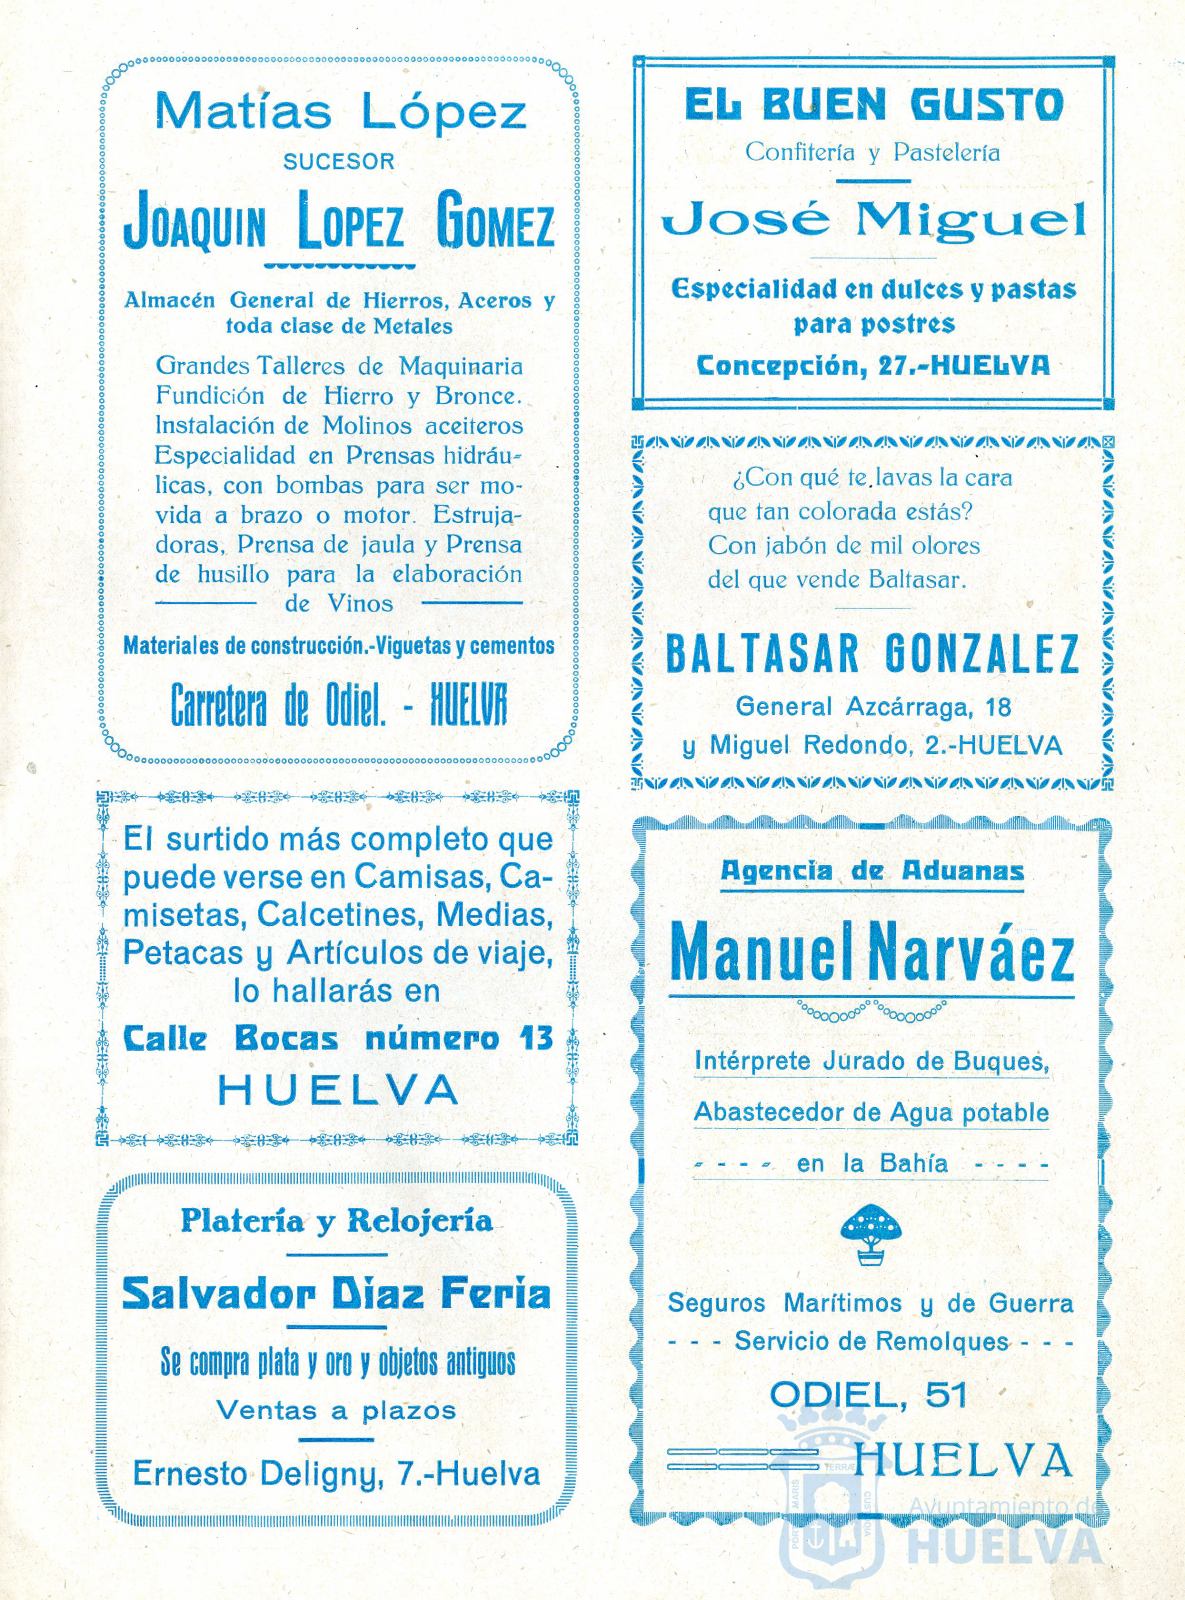 Matías López
SUCESOR
JOAQUIN LOPEZ GOMEZ
Almacén General de Hierros, Aceros y
toda clase de Metales
Grandes Talleres de Maquinaria
Fundición de Hierro y Bronce.
Instalación de Molinos aceiteros
Especialidad en Prensas hidráu-
licas, con bombas para ser mo-
vida a brazo o motor. Estruja-
doras, Prensa de jaula y Prensa
de husillo para la elaboración
de Vinos
Materiales de construcción.-Viguetas y cementos
Carretera de Odiel. - HUELVA
El surtido más completo que
puede verse en Camisas, Ca-
misetas, Calcetines, Medias,
Petacas y Artículos de viaje,
lo hallarás en
Calle Bocas número 13
HUELVA
Platería y Relojería
Salvador Díaz Feria
Se compra plata y oro y objetos antiguos
Ventas a plazos
Ernesto Deligny, 7.-Huelva
EL BUEN GUSTO
Confitería y Pastelería
José Miguel
Especialidad en dulces y pastas
para postres
Concepción, 27.-HUELVA
¿Con qué te lavas la cara
que tan colorada estás?
Con jabón de mil olores
del que vende Baltasar.
BALTASAR GONZALEZ
General Azcárraga, 18
y Miguel Redondo, 2.-HUELVA
Agencia de Aduanas
Manuel Narváez
Intérprete Jurado de Buques,
Abastecedor de Agua potable
- - - - en la Bahía - - - -
Seguros Marítimos y de Guerra
- - - Servicio de Remolques - - -
ODIEL, 51
HUELVA
PORTUS MARIS
TERRAE
CUSTODIA
Ayuntamiento de
HUELVA